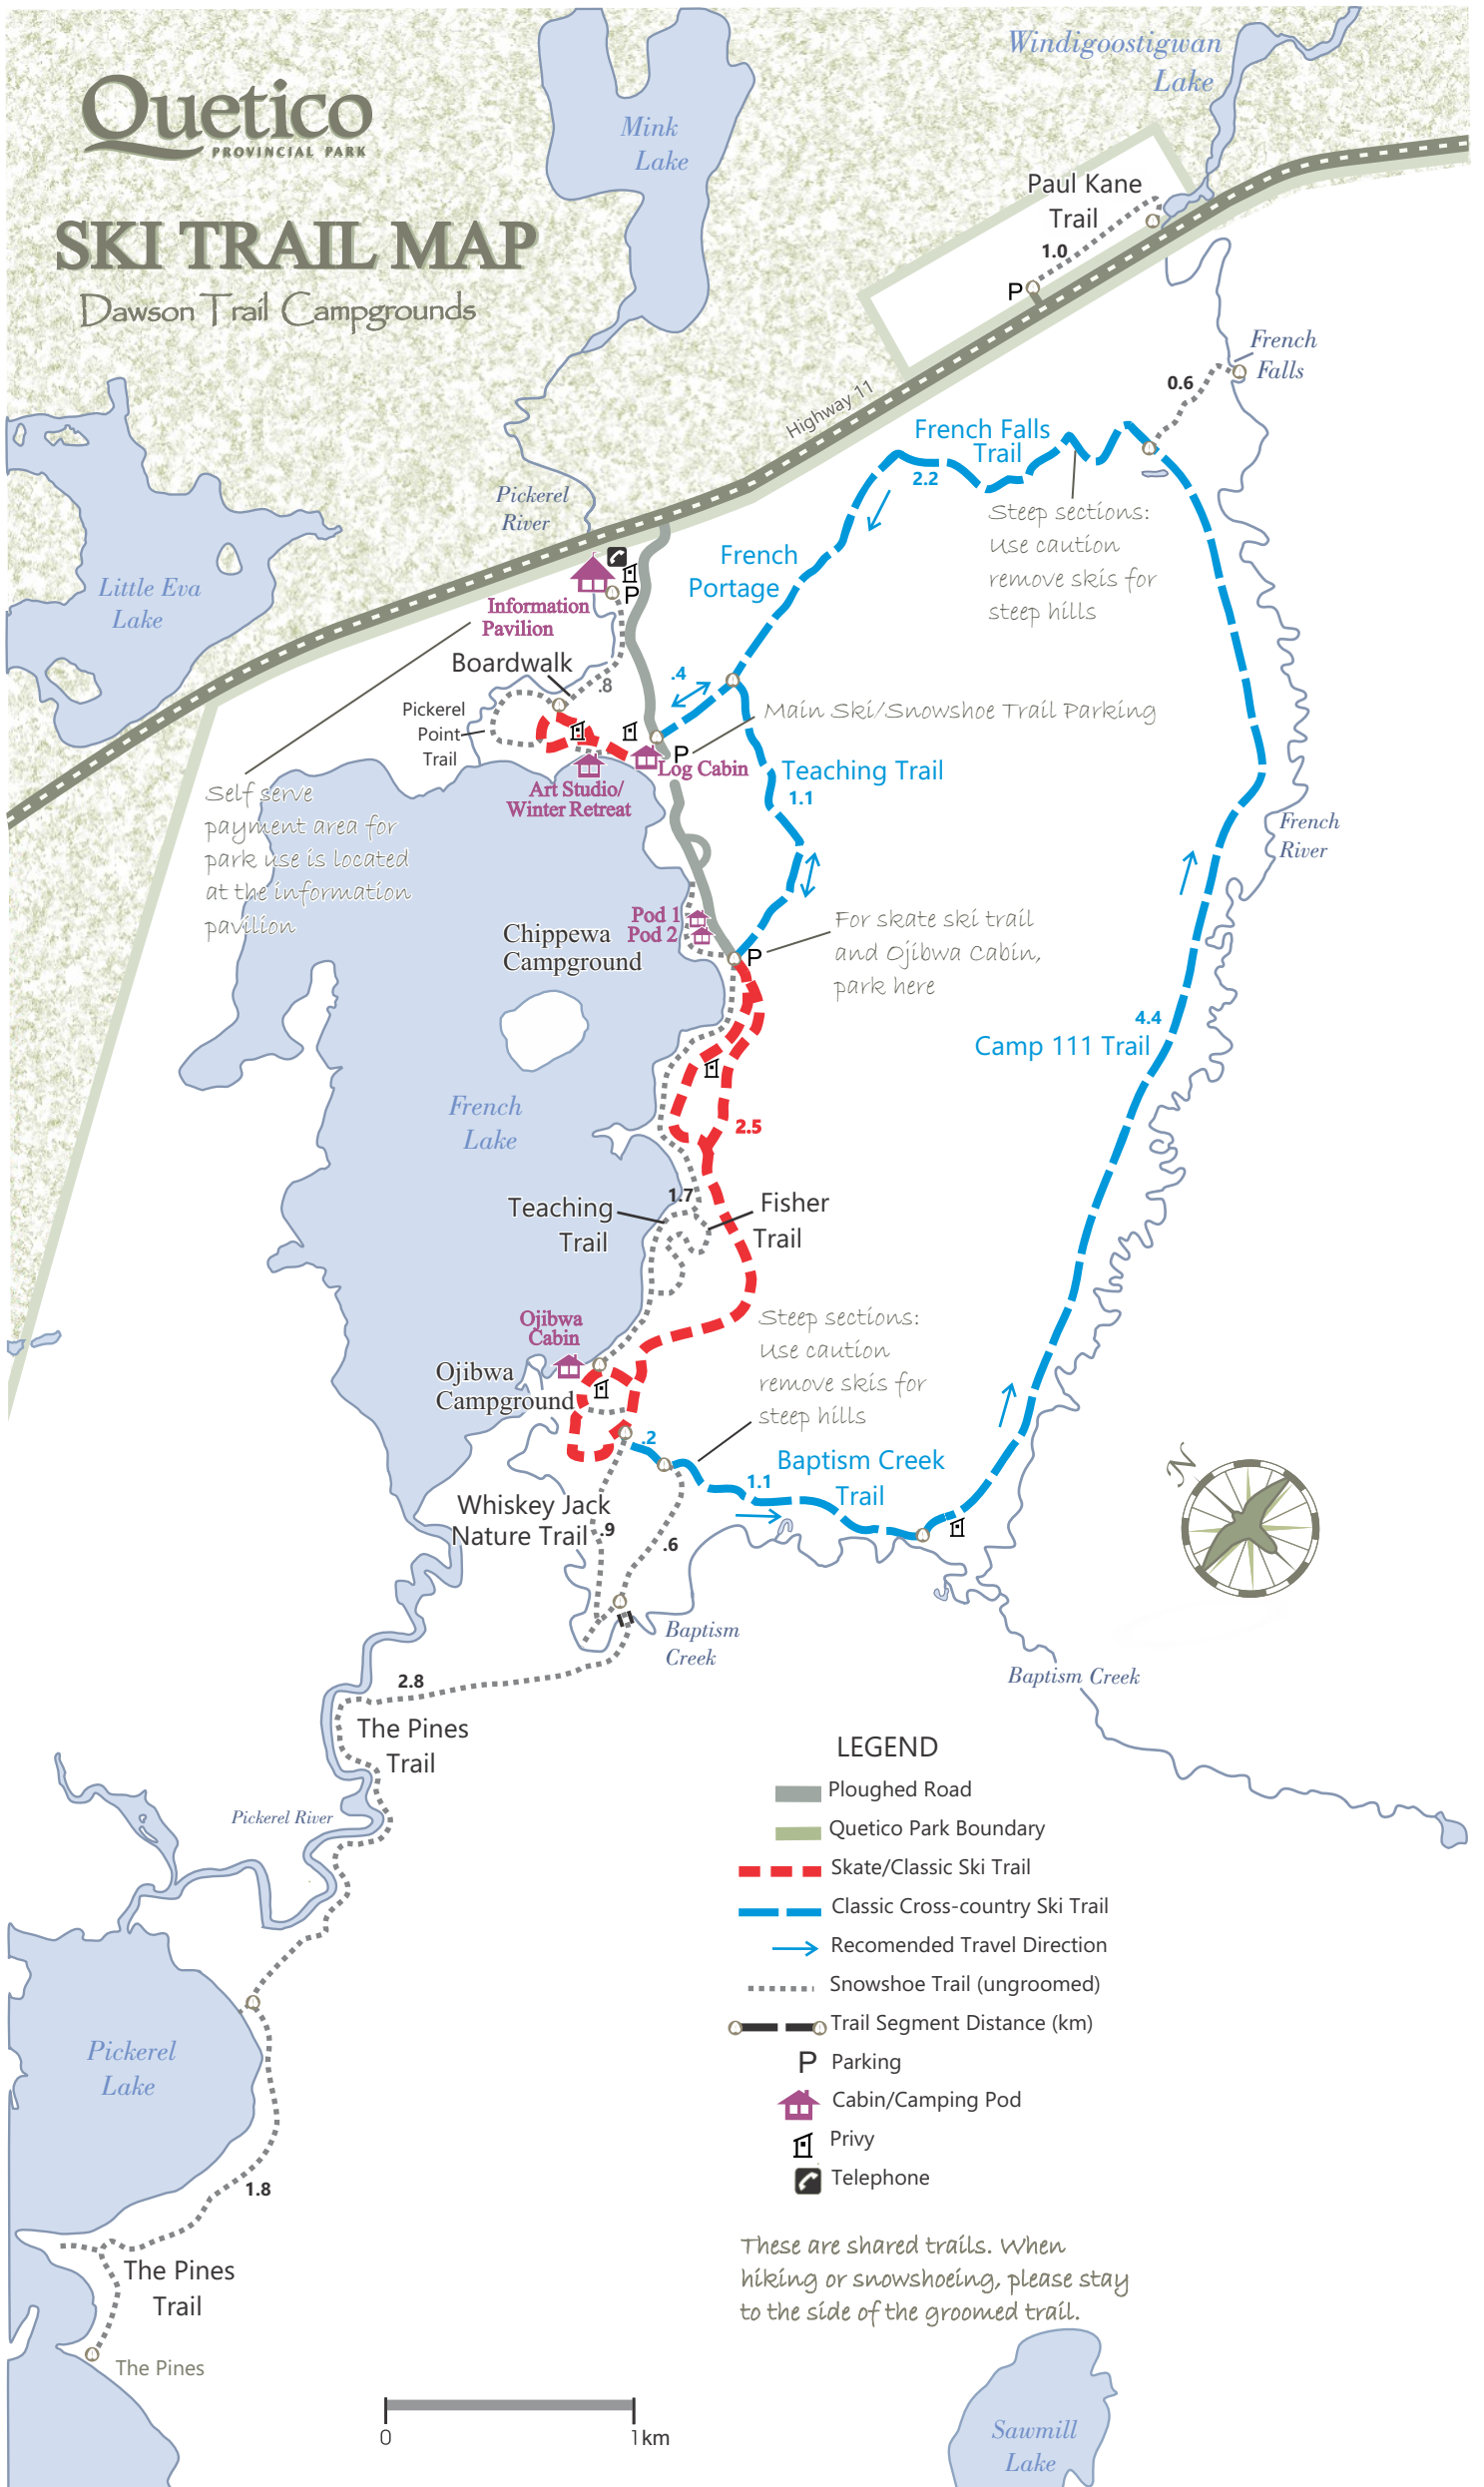 Quetico
PROVINCIAL PARK
SKI TRAIL MAP
Dawson Trail Campgrounds
Windigoostigwan
Lake
Mink
Lake
Paul Kane
Trail
1.0
P
Highway 11
French
Falls
0.6
French Falls
Trail
2.2
Steep sections:
Use caution
remove skis for
steep hills
Pickerel
River
Little Eva
Lake
P
Information
Pavilion
French
Portage
Boardwalk
.8
.4
Pickerel
Point
Trail
Main Ski/Snowshoe Trail Parking
P
Log Cabin
Art Studio/
Winter Retreat
Teaching Trail
1.1
Self serve
payment area for
park use is located
at the information
pavilion
French
River
Pod 1
Pod 2
Chippewa
Campground
P
For skate ski trail
and Ojibwa Cabin,
park here
4.4
Camp 111 Trail
French
Lake
2.5
1.7
Teaching
Trail
Fisher
Trail
Ojibwa
Cabin
Ojibwa
Campground
Steep sections:
Use caution
remove skis for
steep hills
.2
Baptism Creek
Trail
1.1
N
Whiskey Jack
Nature Trail
.9
.6
Baptism
Creek
Baptism Creek
2.8
The Pines
Trail
Pickerel River
LEGEND
Ploughed Road
Quetico Park Boundary
Skate/Classic Ski Trail
Classic Cross-country Ski Trail
Recomended Travel Direction
Snowshoe Trail (ungroomed)
Trail Segment Distance (km)
P Parking
Cabin/Camping Pod
Privy
Telephone
Pickerel
Lake
1.8
The Pines
Trail
The Pines
These are shared trails. When
hiking or snowshoeing, please stay
to the side of the groomed trail.
0 1km
Sawmill
Lake